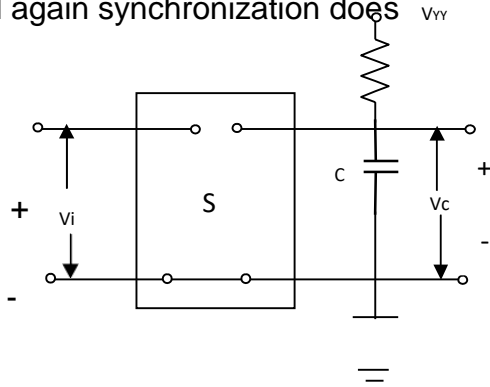 again synchronization does
VYY
C
+
Vi
S
Vc
+
-
-